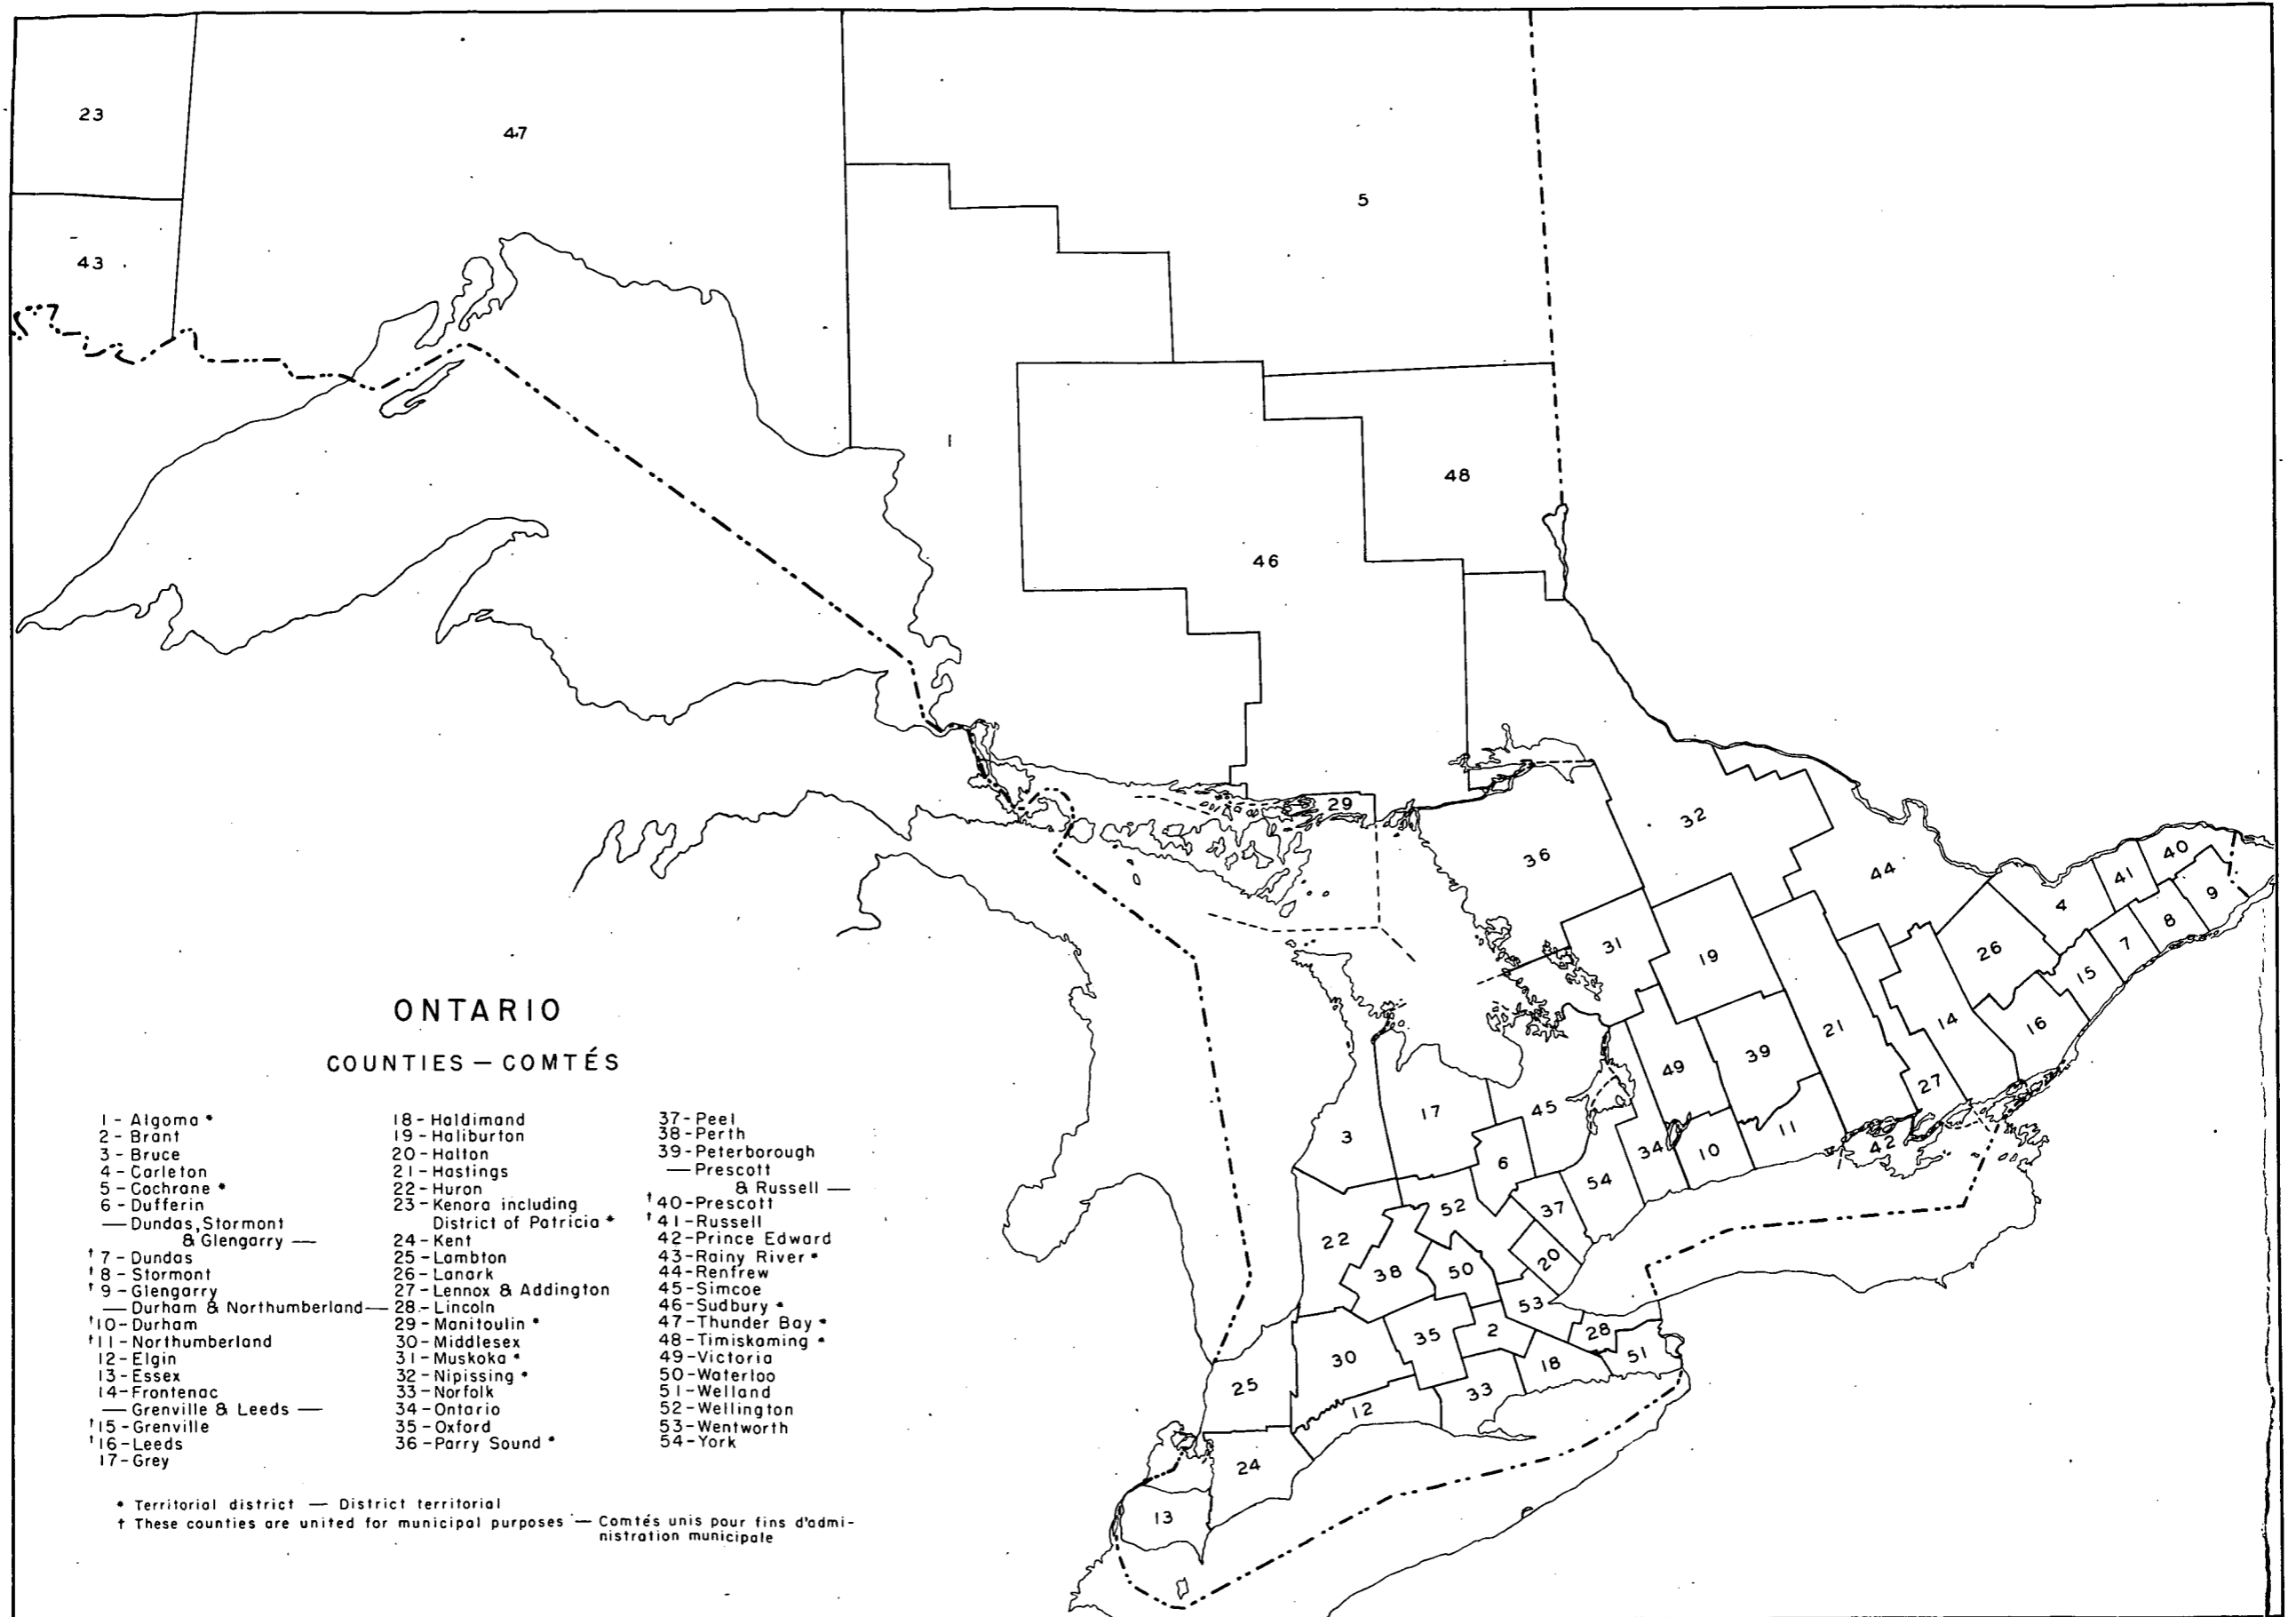 23
47
5
43
1
48
46
29
32
36
44
40
41
9
4
8
31
7
19
26
15
14
16
21
39
49
27
45
17
3
34
11
42
10
6
54
37
52
22
20
38
50
53
28
2
35
51
30
18
33
25
12
24
13
ONTARIO
COUNTIES — COMTÉS
1 - Algoma *
2 - Brant
3 - Bruce
4 - Carleton
5 - Cochrane *
6 - Dufferin
— Dundas, Stormont
& Glengarry —
† 7 - Dundas
† 8 - Stormont
† 9 - Glengarry
— Durham & Northumberland —
†10 - Durham
†11 - Northumberland
12 - Elgin
13 - Essex
14 - Frontenac
— Grenville & Leeds —
†15 - Grenville
†16 - Leeds
17 - Grey
18 - Haldimand
19 - Haliburton
20 - Halton
21 - Hastings
22 - Huron
23 - Kenora including
District of Patricia *
24 - Kent
25 - Lambton
26 - Lanark
27 - Lennox & Addington
28 - Lincoln
29 - Manitoulin *
30 - Middlesex
31 - Muskoka *
32 - Nipissing *
33 - Norfolk
34 - Ontario
35 - Oxford
36 - Parry Sound *
37 - Peel
38 - Perth
39 - Peterborough
— Prescott
& Russell —
†40 - Prescott
†41 - Russell
42 - Prince Edward
43 - Rainy River *
44 - Renfrew
45 - Simcoe
46 - Sudbury *
47 - Thunder Bay *
48 - Timiskaming *
49 - Victoria
50 - Waterloo
51 - Welland
52 - Wellington
53 - Wentworth
54 - York
* Territorial district — District territorial
† These counties are united for municipal purposes — Comtés unis pour fins d'admi-
nistration municipale